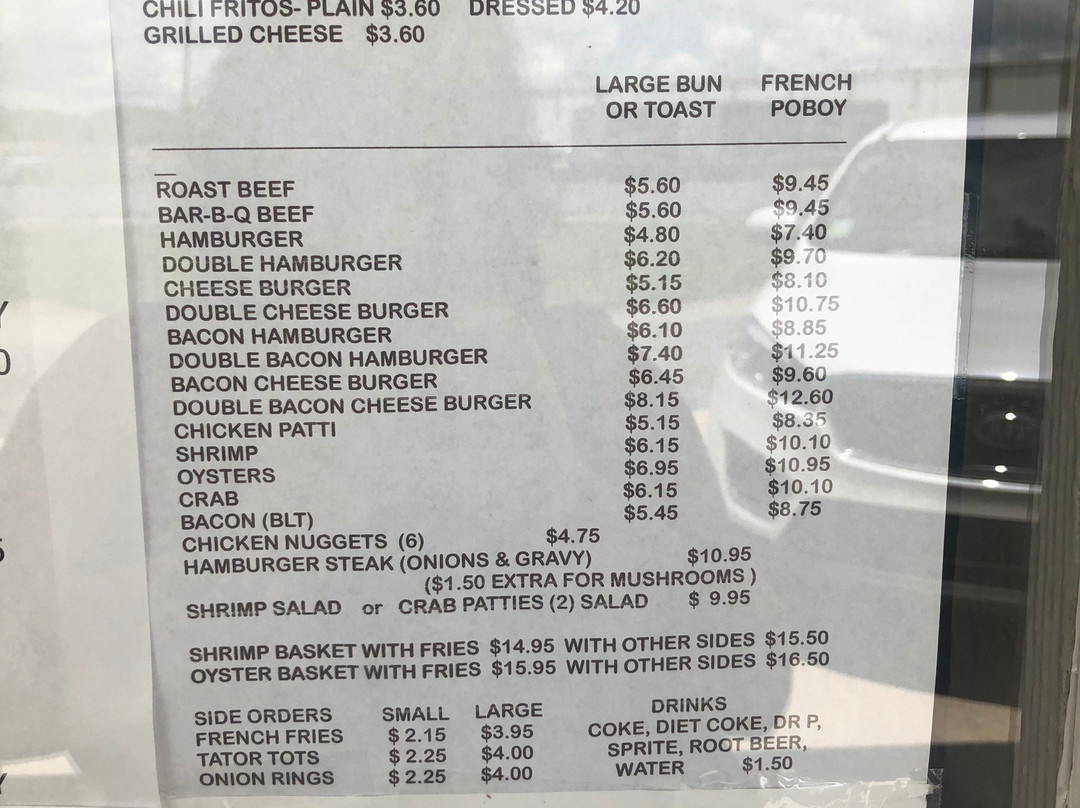 CHILI FRITOS- PLAIN $3.60 DRESSED $4.20
GRILLED CHEESE $3.60
LARGE BUN OR TOAST FRENCH POBOY
ROAST BEEF $5.60 $9.45
BAR-B-Q BEEF $5.60 $9.45
HAMBURGER $4.80 $7.40
DOUBLE HAMBURGER $6.20 $9.70
CHEESE BURGER $5.15 $8.10
DOUBLE CHEESE BURGER $6.60 $10.75
BACON HAMBURGER $6.10 $8.85
DOUBLE BACON HAMBURGER $7.40 $11.25
BACON CHEESE BURGER $6.45 $9.60
DOUBLE BACON CHEESE BURGER $8.15 $12.60
CHICKEN PATTI $5.15 $8.35
SHRIMP $6.15 $10.10
OYSTERS $6.95 $10.95
CRAB $6.15 $10.10
BACON (BLT) $5.45 $8.75
CHICKEN NUGGETS (6) $4.75
HAMBURGER STEAK (ONIONS & GRAVY) $10.95
($1.50 EXTRA FOR MUSHROOMS )
SHRIMP SALAD or CRAB PATTIES (2) SALAD $ 9.95
SHRIMP BASKET WITH FRIES $14.95 WITH OTHER SIDES $15.50
OYSTER BASKET WITH FRIES $15.95 WITH OTHER SIDES $16.50
SIDE ORDERS SMALL LARGE
FRENCH FRIES $ 2.15 $3.95
TATOR TOTS $ 2.25 $4.00
ONION RINGS $ 2.25 $4.00
DRINKS
COKE, DIET COKE, DR P,
SPRITE, ROOT BEER,
WATER $1.50